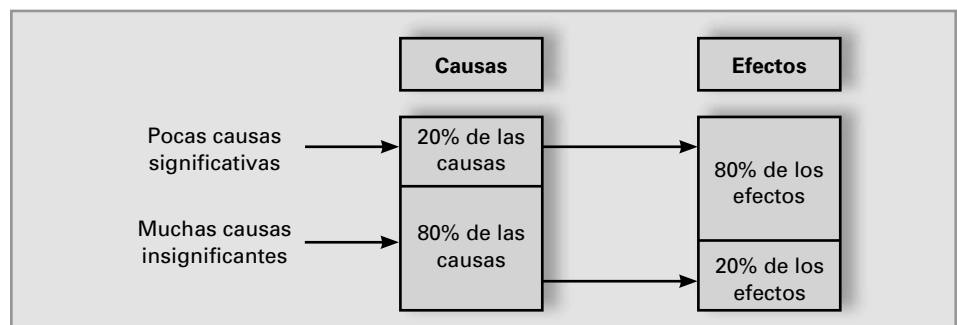 Causas
Efectos
Pocas causas
significativas
20% de las
causas
80% de los
efectos
Muchas causas
insignificantes
80% de las
causas
20% de los
efectos